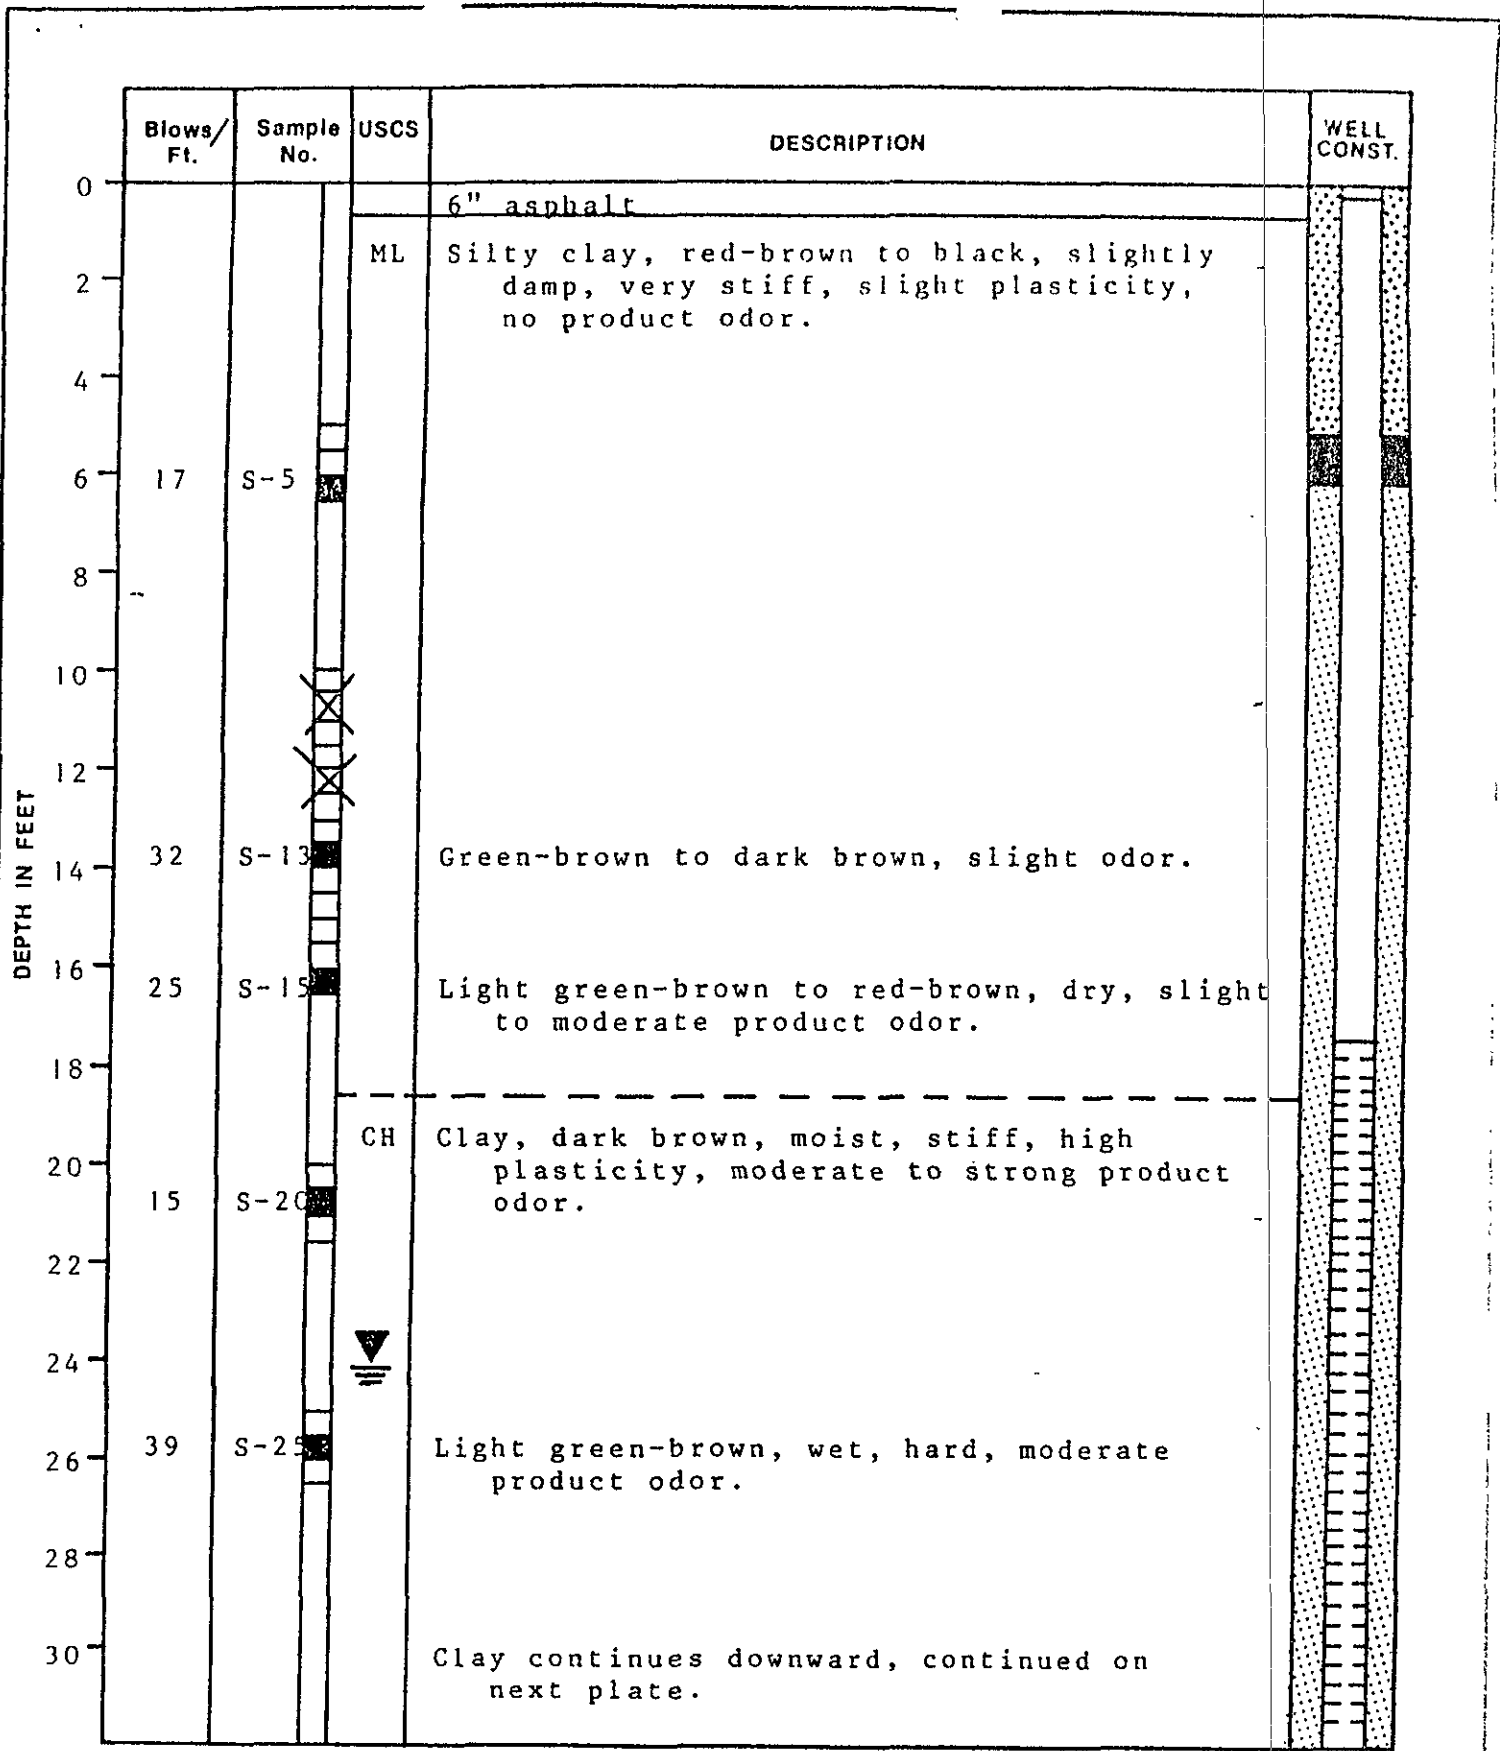 Blows/ Ft.
Sample No.
USCS
DESCRIPTION
WELL CONST.
0
6" asphalt
ML Silty clay, red-brown to black, slightly
2 damp, very stiff, slight plasticity,
no product odor.
4
6 17 S-5
8
10
12
DEPTH IN FEET
14 32 S-13 Green-brown to dark brown, slight odor.
16
25 S-15 Light green-brown to red-brown, dry, slight
to moderate product odor.
18
CH Clay, dark brown, moist, stiff, high
20 plasticity, moderate to strong product
15 S-20 odor.
22
24
39 S-25 Light green-brown, wet, hard, moderate
26 product odor.
28
30 Clay continues downward, continued on
next plate.